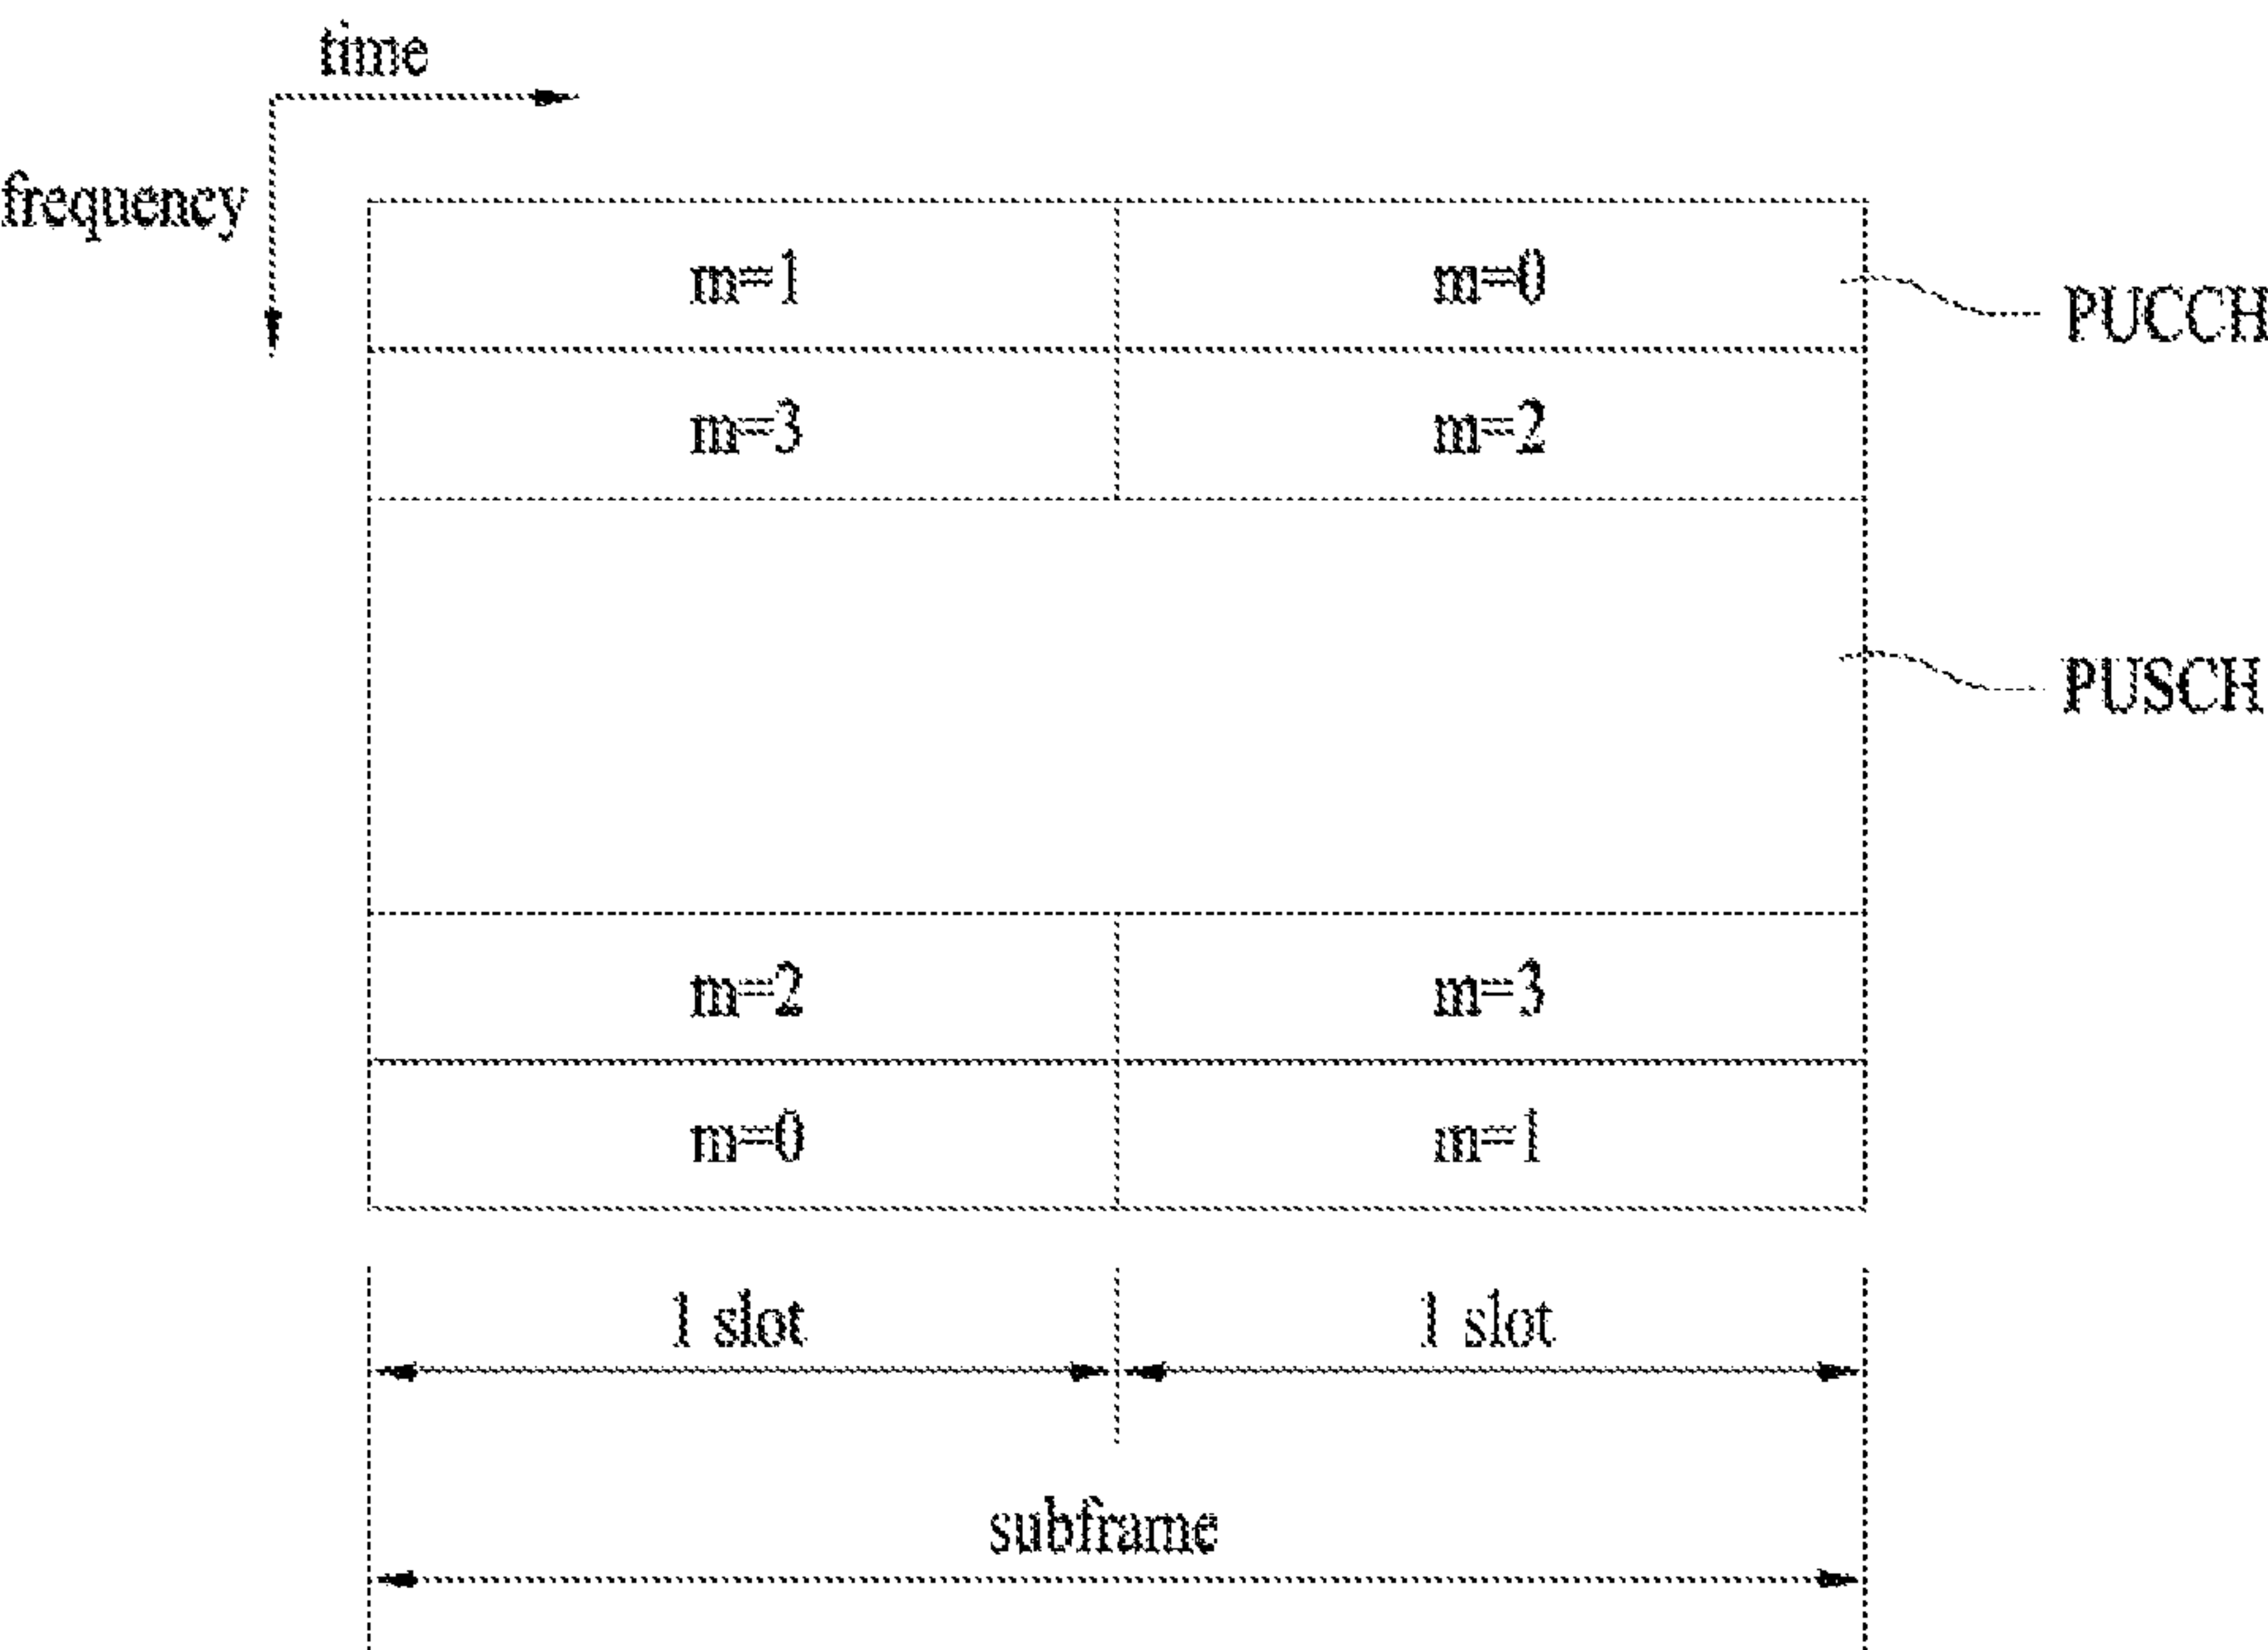 time
frequency
m=1
m=0
PUCCH
m=3
m=2
PUSCH
m=2
m=3
m=0
m=1
1 slot
1 slot
subframe